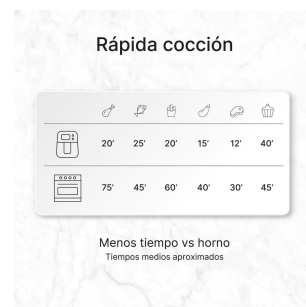 Rápida cocción
20' 25' 20' 15' 12' 40'
75' 45' 60' 40' 30' 45'
Menos tiempo vs horno
Tiempos medios aproximados